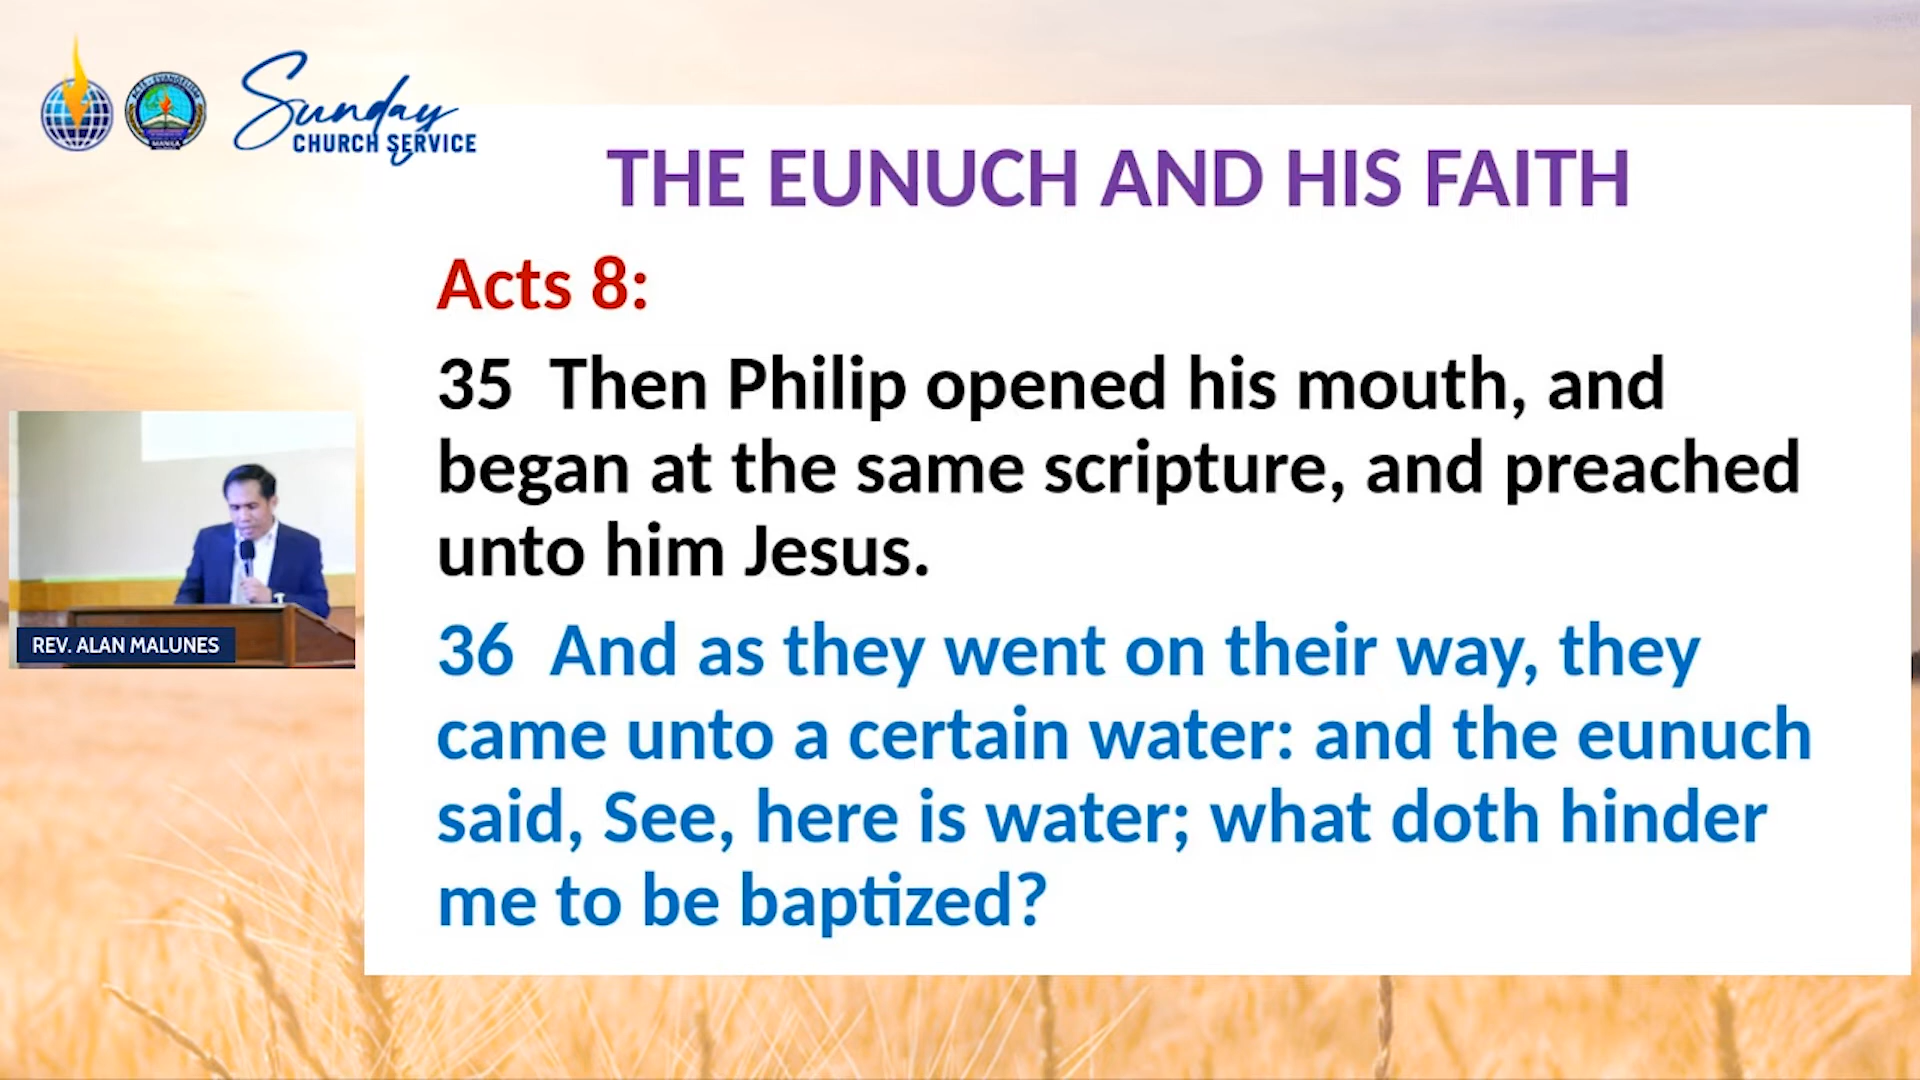 Sunday
CHURCH SERVICE
THE EUNUCH AND HIS FAITH
Acts 8:
35 Then Philip opened his mouth, and
began at the same scripture, and preached
unto him Jesus.
36 And as they went on their way, they
came unto a certain water: and the eunuch
said, See, here is water; what doth hinder
me to be baptized?
REV. ALAN MALUNES